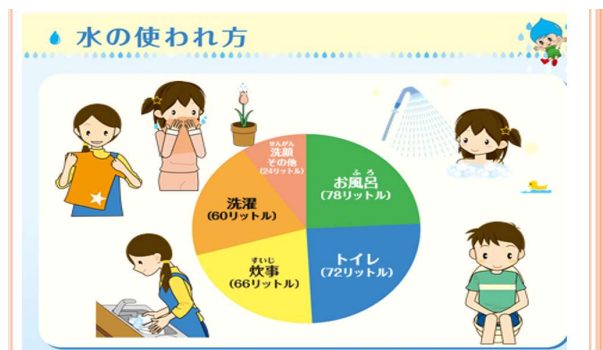 水の使われ方
せんがん
洗顔
その他
(24リットル)
ふろ
お風呂
(78リットル)
洗濯
(60リットル)
すいじ
炊事
(66リットル)
トイレ
(72リットル)